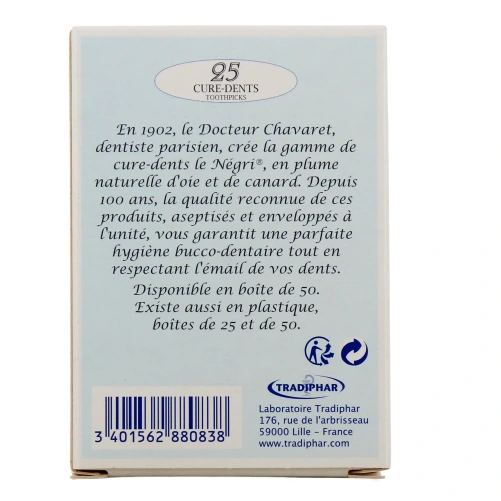 25
CURE-DENTS
TOOTHPICKS
En 1902, le Docteur Chavaret,
dentiste parisien, crée la gamme de
cure-dents le Négri®, en plume
naturelle d'oie et de canard. Depuis
100 ans, la qualité reconnue de ces
produits, aseptisés et enveloppés à
l'unité, vous garantit une parfaite
hygiène bucco-dentaire tout en
respectant l'émail de vos dents.
Disponible en boîte de 50.
Existe aussi en plastique,
boîtes de 25 et de 50.
TRADIPHAR
Laboratoire Tradiphar
176, rue de l'arbrisseau
59000 Lille - France
www.tradiphar.com
3 401562 880838